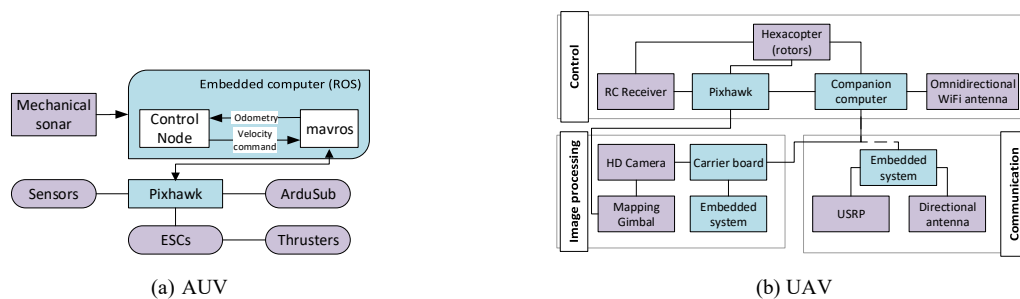 Embedded computer (ROS)
Mechanical
sonar
Control
Node
Odometry
Velocity
command
mavros
Sensors
Pixhawk
ArduSub
ESCs
Thrusters
(a) AUV
Control
Hexacopter
(rotors)
RC Receiver
Pixhawk
Companion
computer
Omnidirectional
WiFi antenna
Image processing
HD Camera
Carrier board
Mapping
Gimbal
Embedded
system
Embedded
system
USRP
Directional
antenna
Communication
(b) UAV